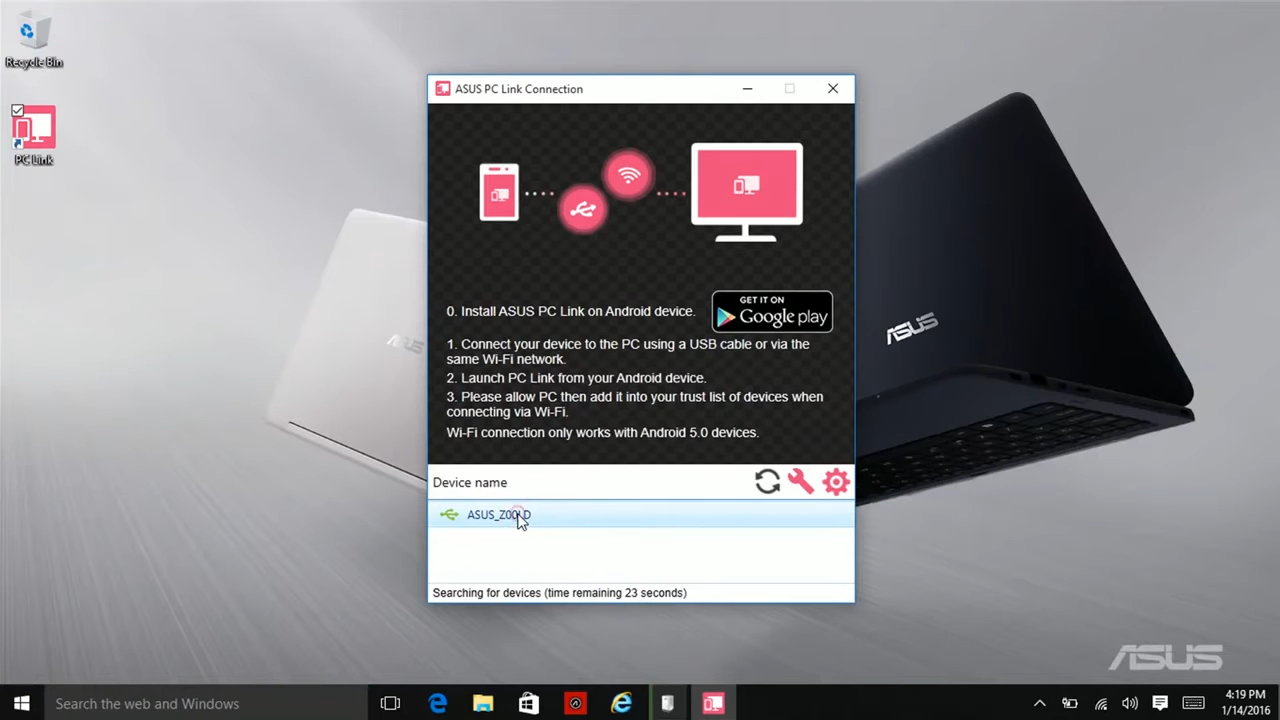 Recycle Bin
PC Link
ASUS PC Link Connection
0. Install ASUS PC Link on Android device.
GET IT ON
Google play
1. Connect your device to the PC using a USB cable or via the
same Wi-Fi network.
2. Launch PC Link from your Android device.
3. Please allow PC then add it into your trust list of devices when
connecting via Wi-Fi.
Wi-Fi connection only works with Android 5.0 devices.
Device name
Searching for devices (time remaining 23 seconds)
ASUS
ASUS
ASUS
Search the web and Windows
4:19 PM
1/14/2016